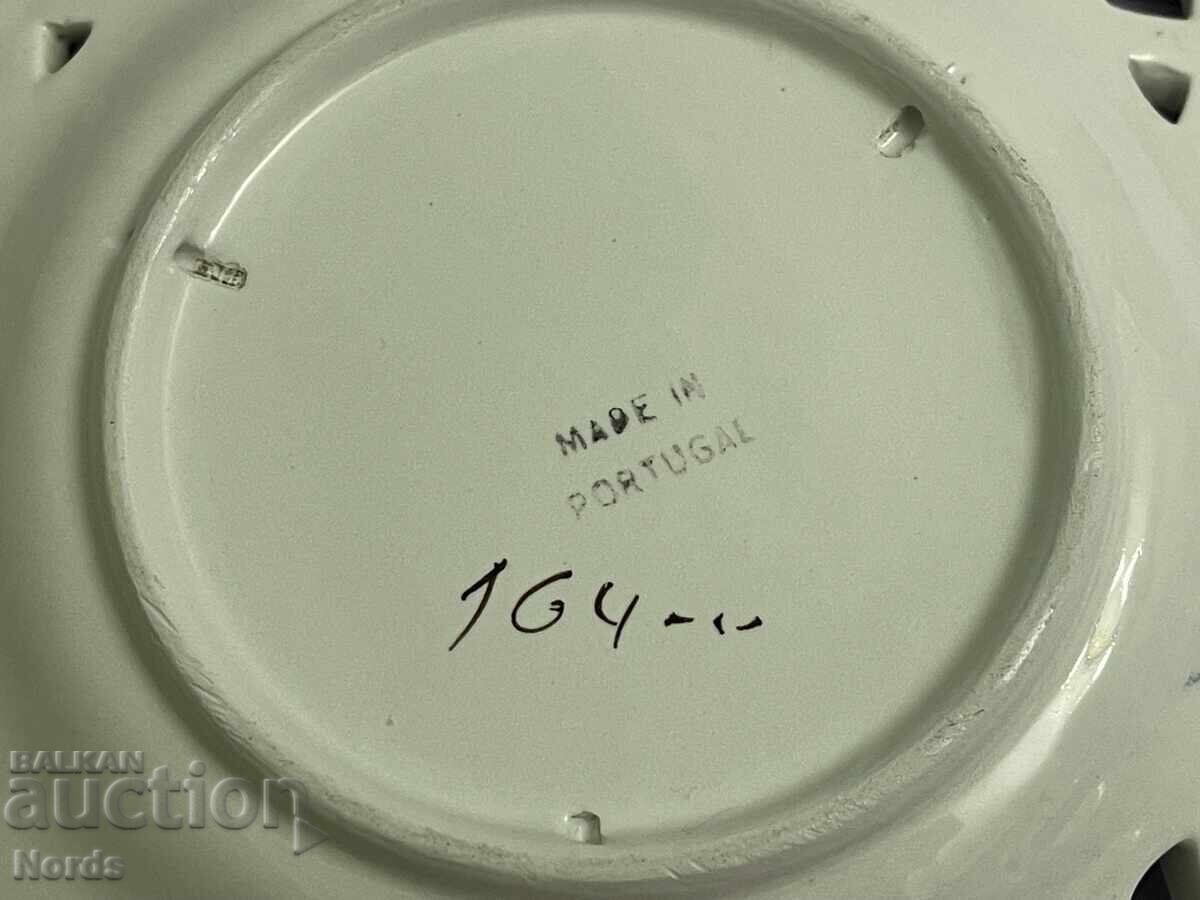 MADE IN
PORTUGAL
164....
BALKAN
auction
Nords